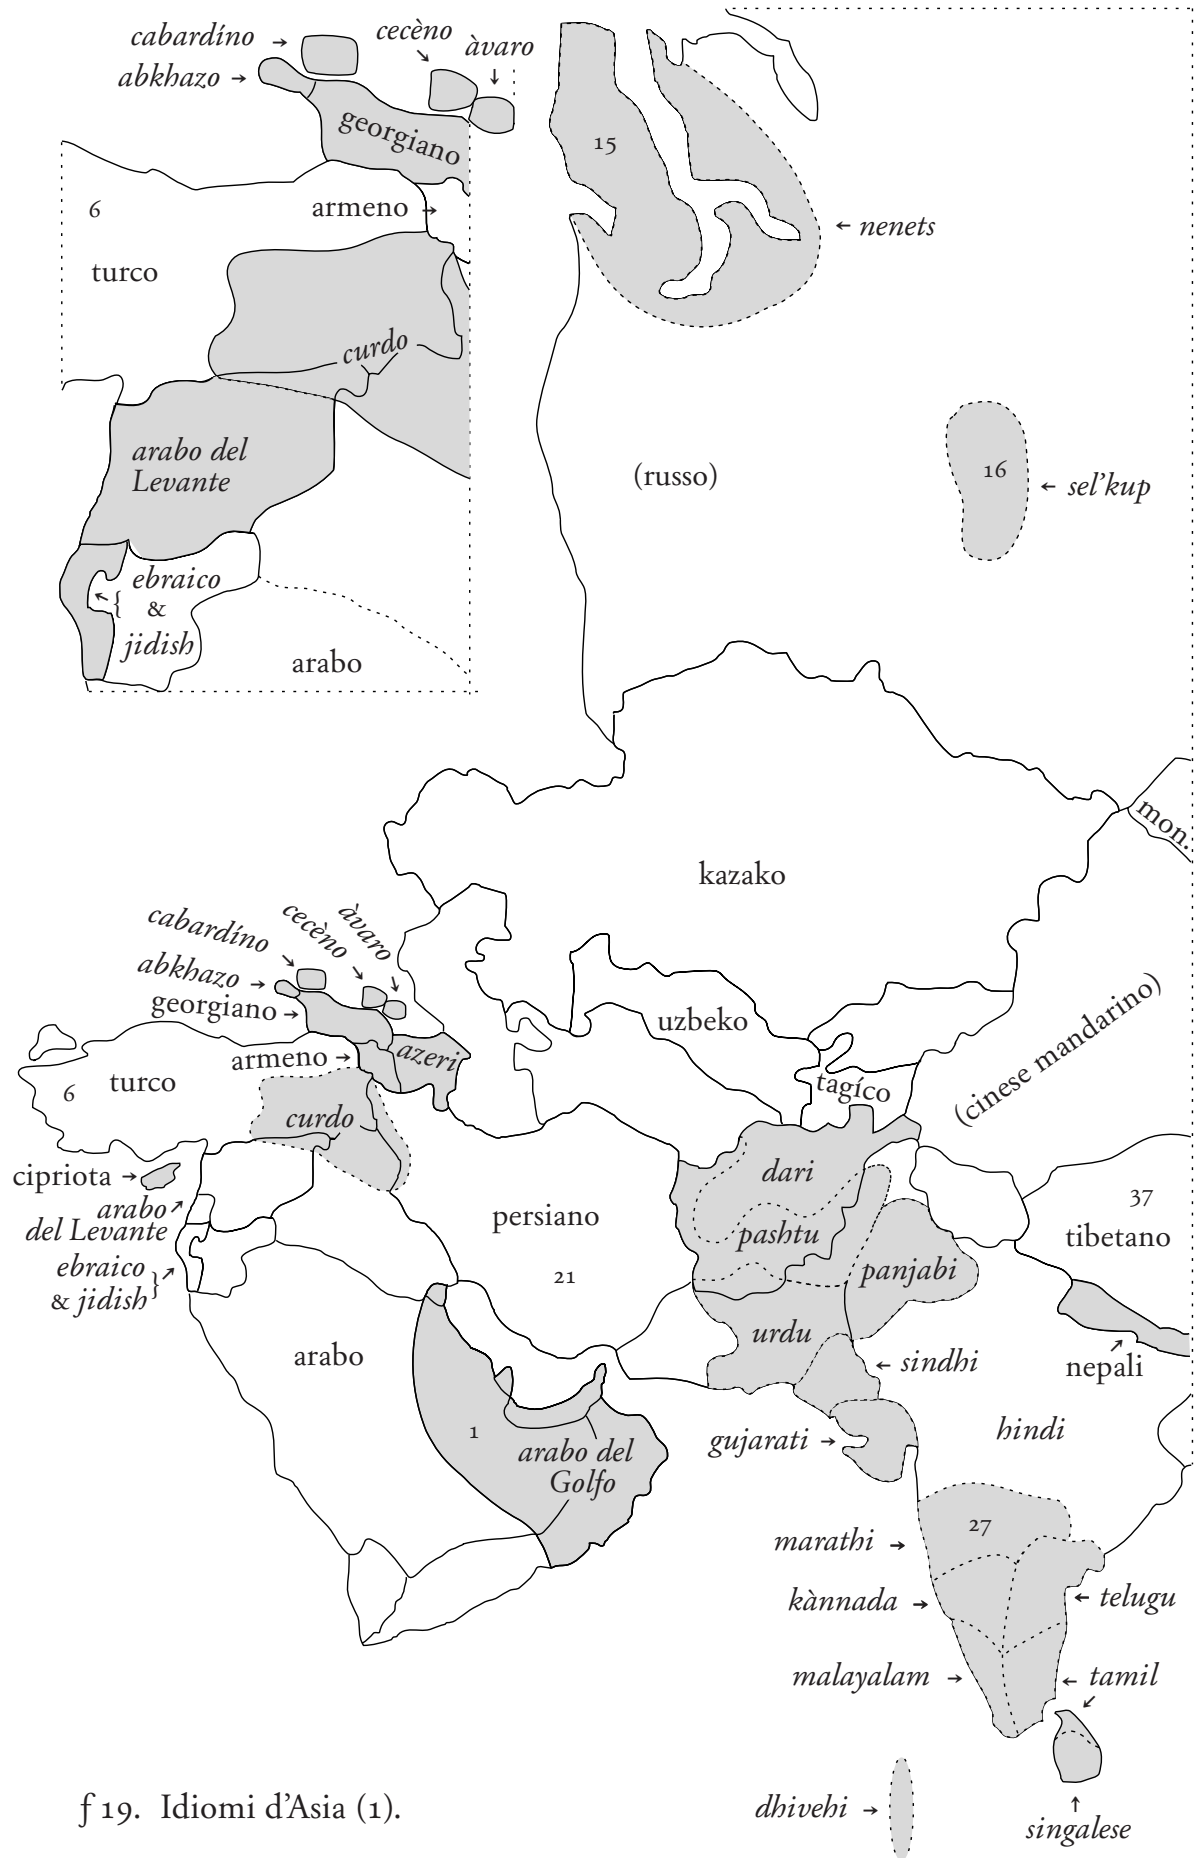 cabardíno →
cecèno
àvaro
abkhazo →
georgiano
15
6
armeno →
← nenets
turco
curdo
arabo del
Levante
(russo)
16
← sel’kup
ebraico
{ &
jidish
arabo
mon.
kazako
cabardíno
cecèno
àvaro
abkhazo →
georgiano →
uzbeko
(cinese mandarino)
armeno →
azeri
6
turco
tagíco
curdo
cipriota →
dari
37
arabo
del Levante
persiano
pashtu
tibetano
ebraico
& jidish }
21
panjabi
urdu
arabo
← sindhi
nepali
1
gujarati →
hindi
arabo del
Golfo
27
marathi →
kànnada →
← telugu
malayalam →
← tamil
dhivehi →
singalese
ƒ 19. Idiomi d’Asia (1).